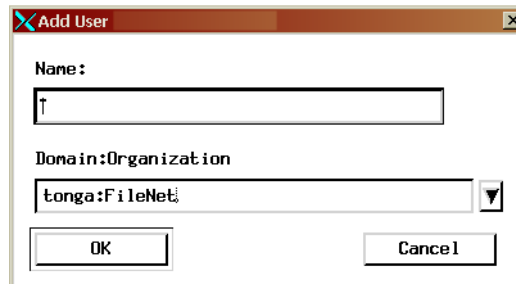 Add User
Name:
Domain:Organization
tonga:FileNet
OK
Cancel